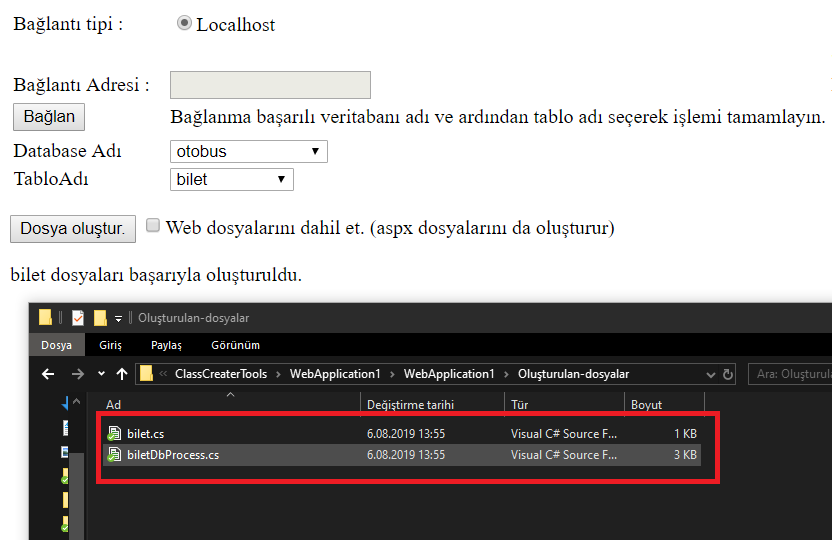 Bağlantı tipi : Localhost
Bağlantı Adresi :
Bağlan Bağlanma başarılı veritabanı adı ve ardından tablo adı seçerek işlemi tamamlayın.
Database Adı otobus
TabloAdı bilet
Dosya oluştur. Web dosyalarını dahil et. (aspx dosyalarını da oluşturur)
bilet dosyaları başarıyla oluşturuldu.
Oluşturulan-dosyalar
Dosya Giriş Paylaş Görünüm
« ClassCreaterTools › WebApplication1 › WebApplication1 › Oluşturulan-dosyalar Ara: Oluşturula
Ad Değiştirme tarihi Tür Boyut
bilet.cs 6.08.2019 13:55 Visual C# Source F... 1 KB
biletDbProcess.cs 6.08.2019 13:55 Visual C# Source F... 3 KB